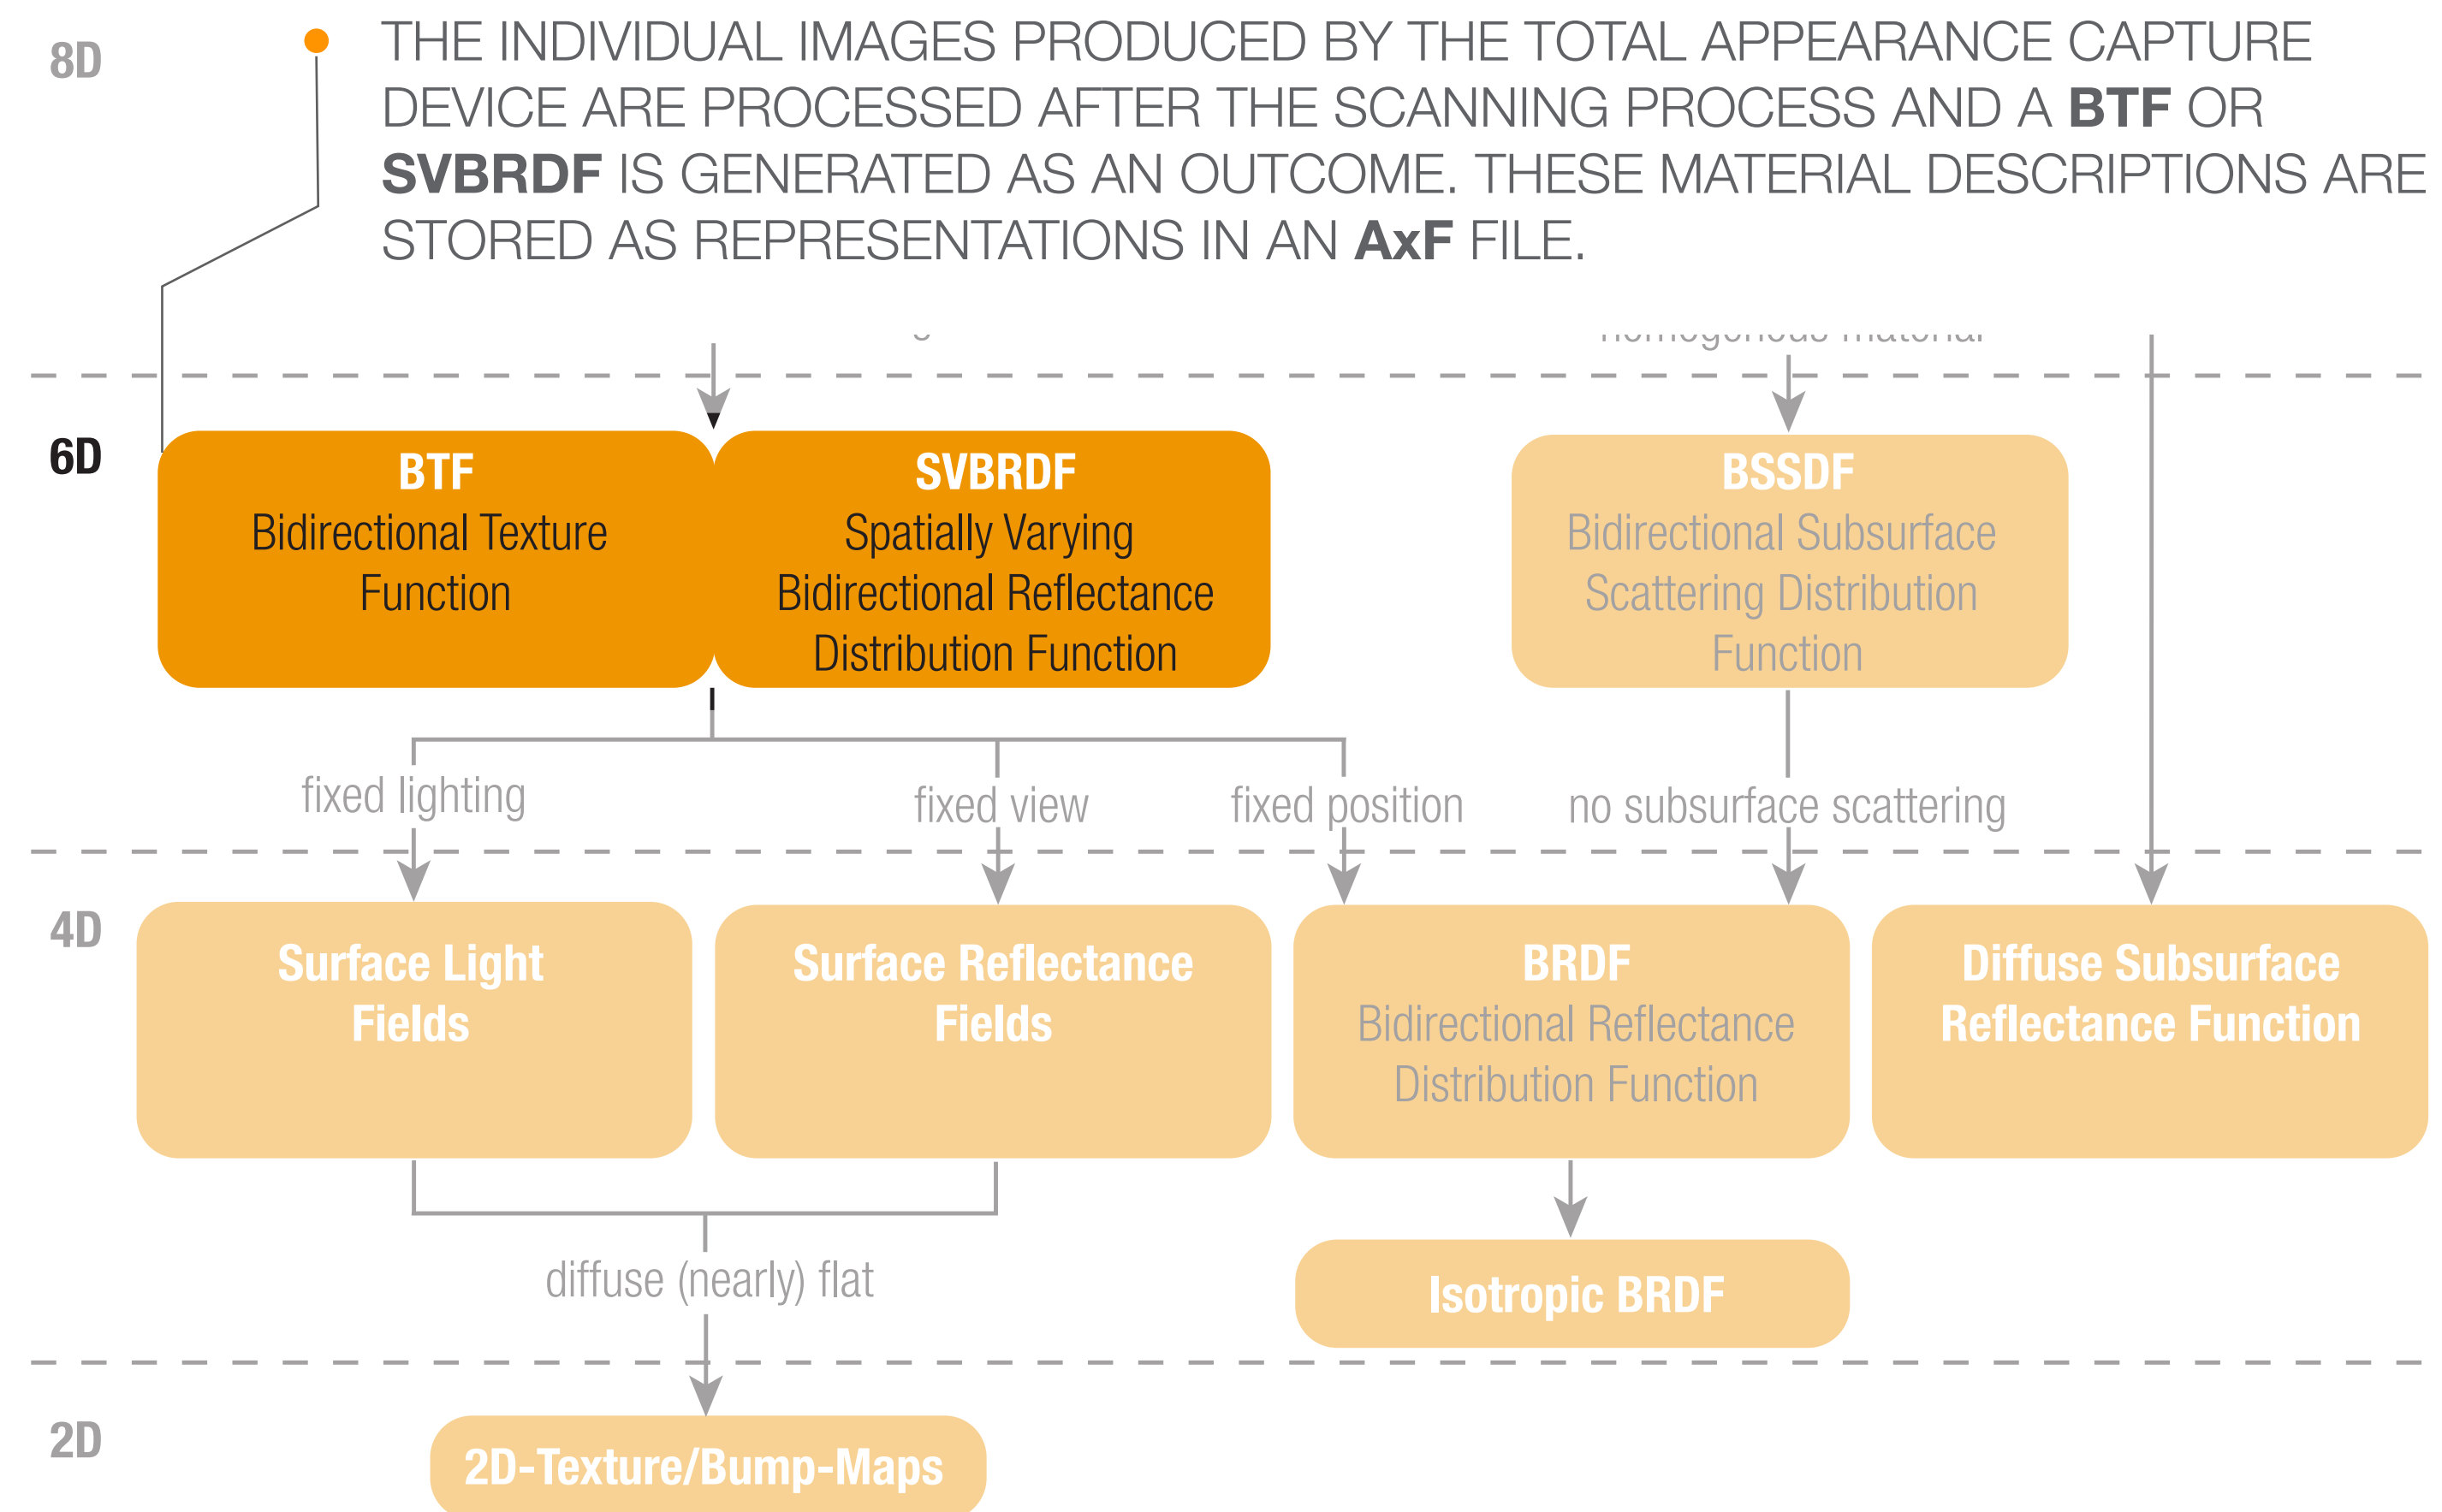 8D
THE INDIVIDUAL IMAGES PRODUCED BY THE TOTAL APPEARANCE CAPTURE
DEVICE ARE PROCESSED AFTER THE SCANNING PROCESS AND A BTF OR
SVBRDF IS GENERATED AS AN OUTCOME. THESE MATERIAL DESCRIPTIONS ARE
STORED AS REPRESENTATIONS IN AN AxF FILE.
6D
BTF
Bidirectional Texture
Function
SVBRDF
Spatially Varying
Bidirectional Reflectance
Distribution Function
BSSDF
Bidirectional Subsurface
Scattering Distribution
Function
fixed lighting
fixed view
fixed position
no subsurface scattering
4D
Surface Light
Fields
Surface Reflectance
Fields
BRDF
Bidirectional Reflectance
Distribution Function
Diffuse Subsurface
Reflectance Function
diffuse (nearly) flat
Isotropic BRDF
2D
2D-Texture/Bump-Maps